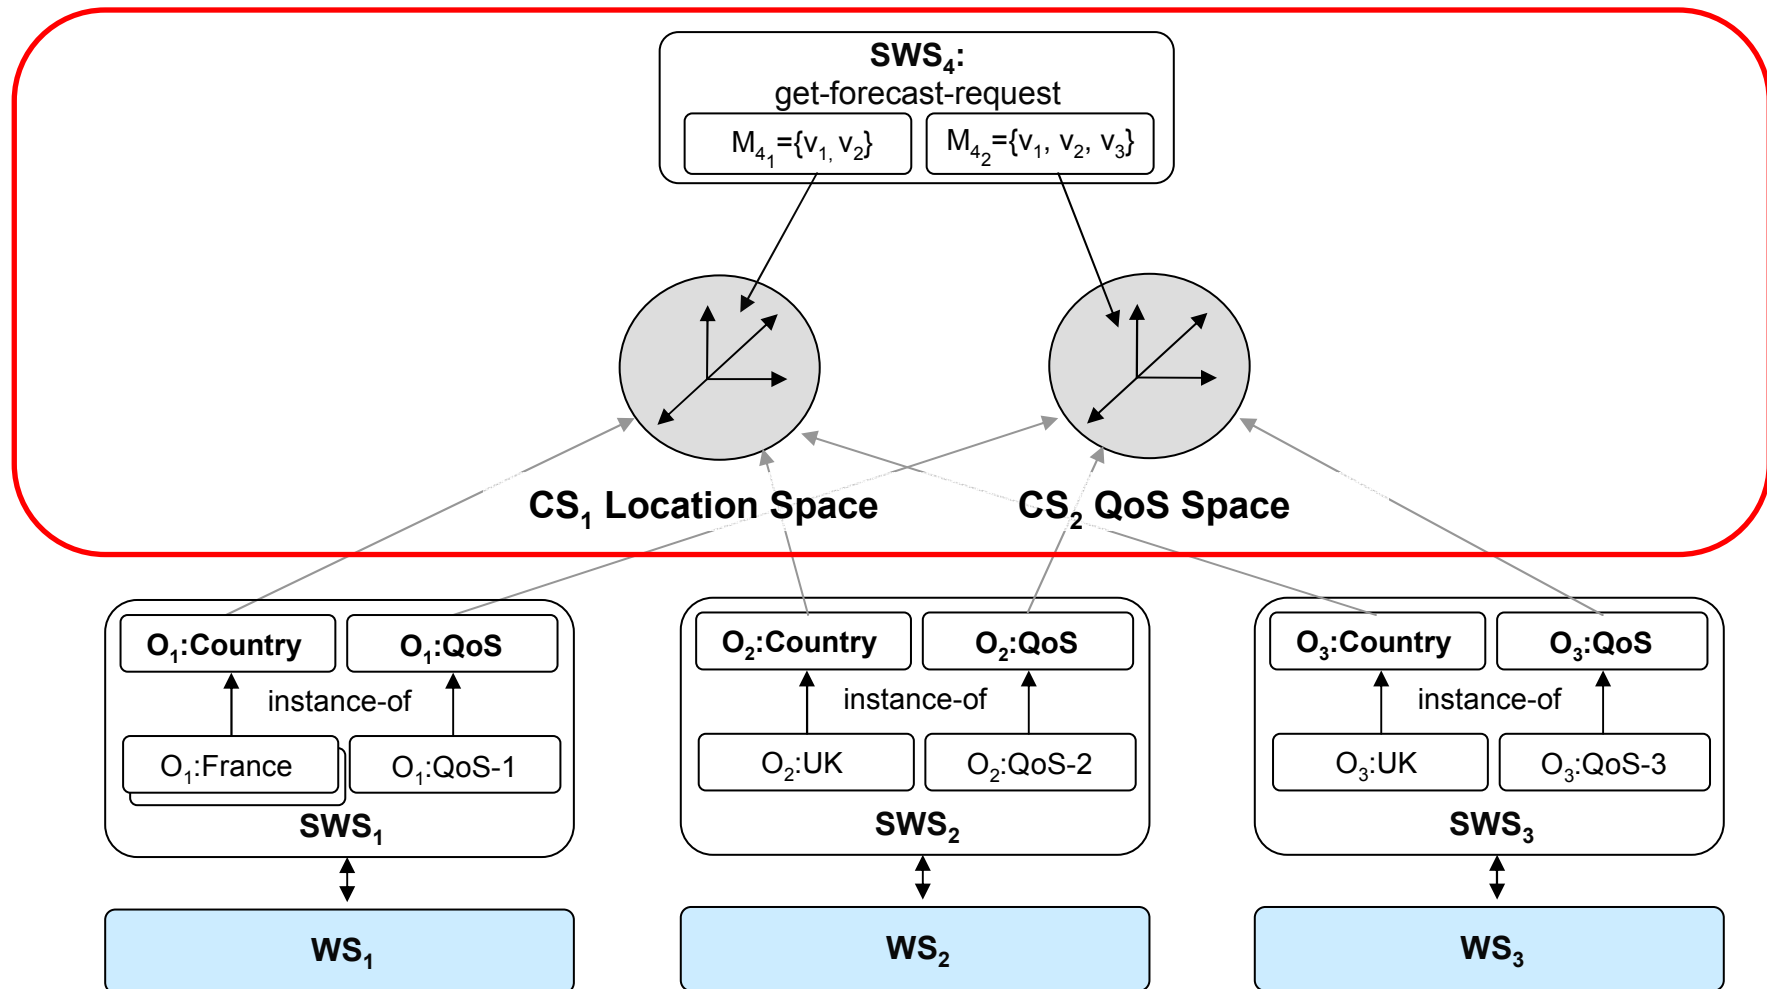 SWS₄:
get-forecast-request
M₄₁={v₁, v₂}
M₄₂={v₁, v₂, v₃}
CS₁ Location Space
CS₂ QoS Space
O₁:Country
O₁:QoS
instance-of
O₁:France
O₁:QoS-1
SWS₁
O₂:Country
O₂:QoS
instance-of
O₂:UK
O₂:QoS-2
SWS₂
O₃:Country
O₃:QoS
instance-of
O₃:UK
O₃:QoS-3
SWS₃
WS₁
WS₂
WS₃